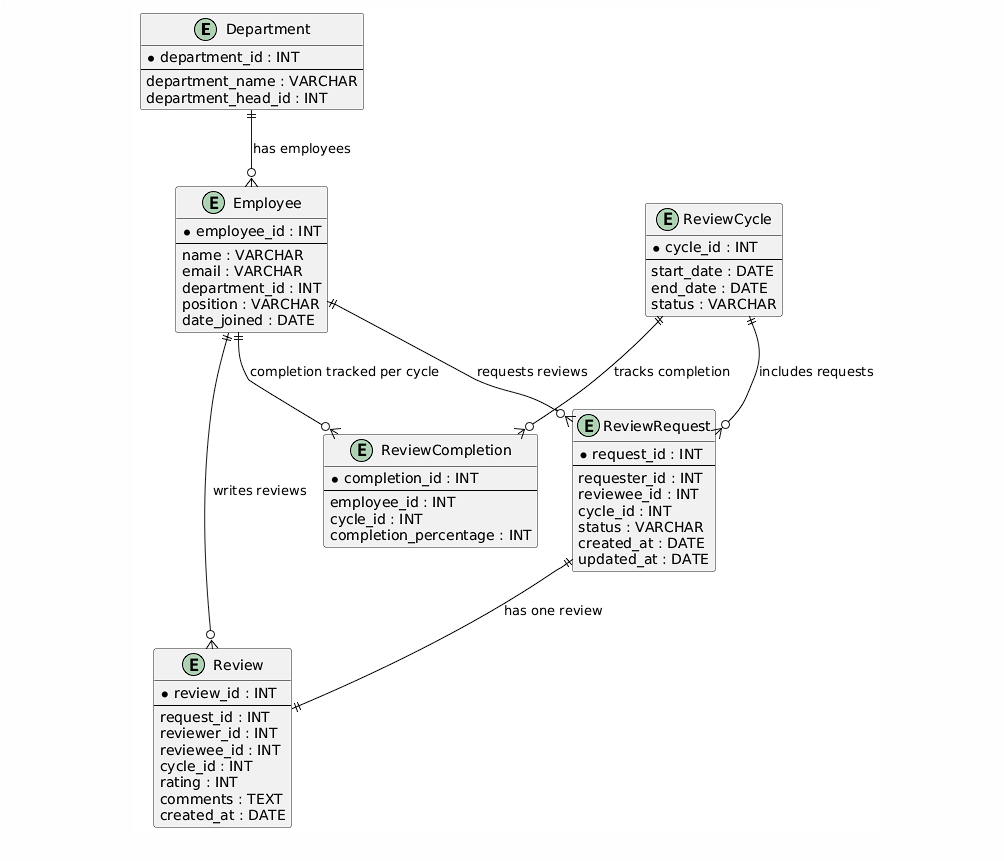 E Department
* department_id : INT
department_name : VARCHAR
department_head_id : INT
has employees
E Employee
* employee_id : INT
name : VARCHAR
email : VARCHAR
department_id : INT
position : VARCHAR
date_joined : DATE
E ReviewCycle
* cycle_id : INT
start_date : DATE
end_date : DATE
status : VARCHAR
completion tracked per cycle
requests reviews
tracks completion
includes requests
E ReviewCompletion
* completion_id : INT
employee_id : INT
cycle_id : INT
completion_percentage : INT
E ReviewRequest
* request_id : INT
requester_id : INT
reviewee_id : INT
cycle_id : INT
status : VARCHAR
created_at : DATE
updated_at : DATE
writes reviews
has one review
E Review
* review_id : INT
request_id : INT
reviewer_id : INT
reviewee_id : INT
cycle_id : INT
rating : INT
comments : TEXT
created_at : DATE